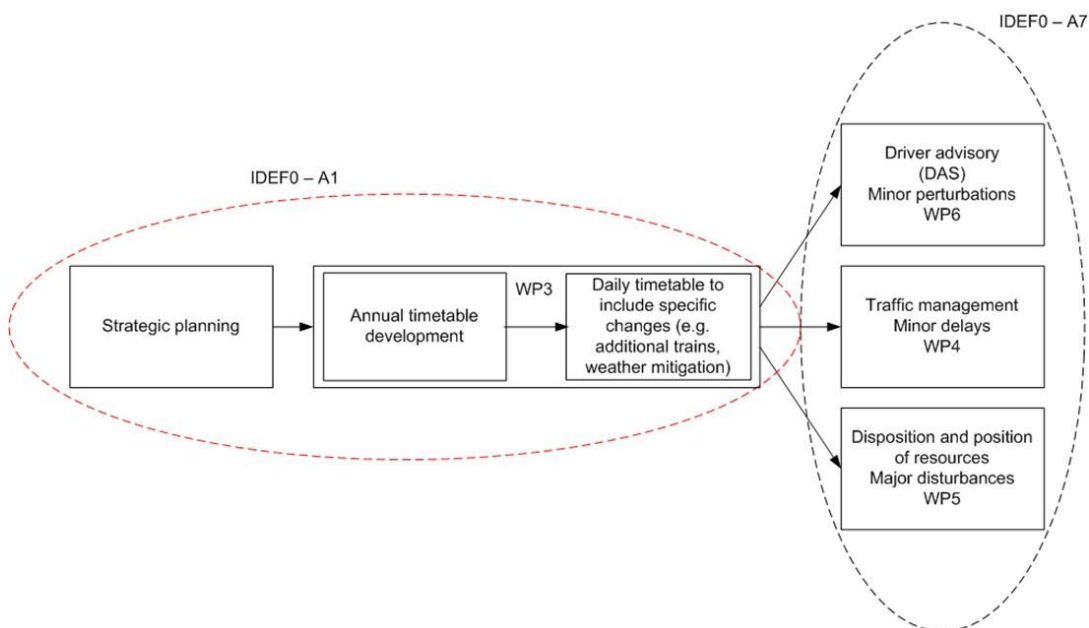 IDEF0 – A7
IDEF0 – A1
Strategic planning
Annual timetable
development
WP3
Daily timetable to
include specific
changes (e.g.
additional trains,
weather mitigation)
Driver advisory
(DAS)
Minor perturbations
WP6
Traffic management
Minor delays
WP4
Disposition and position
of resources
Major disturbances
WP5